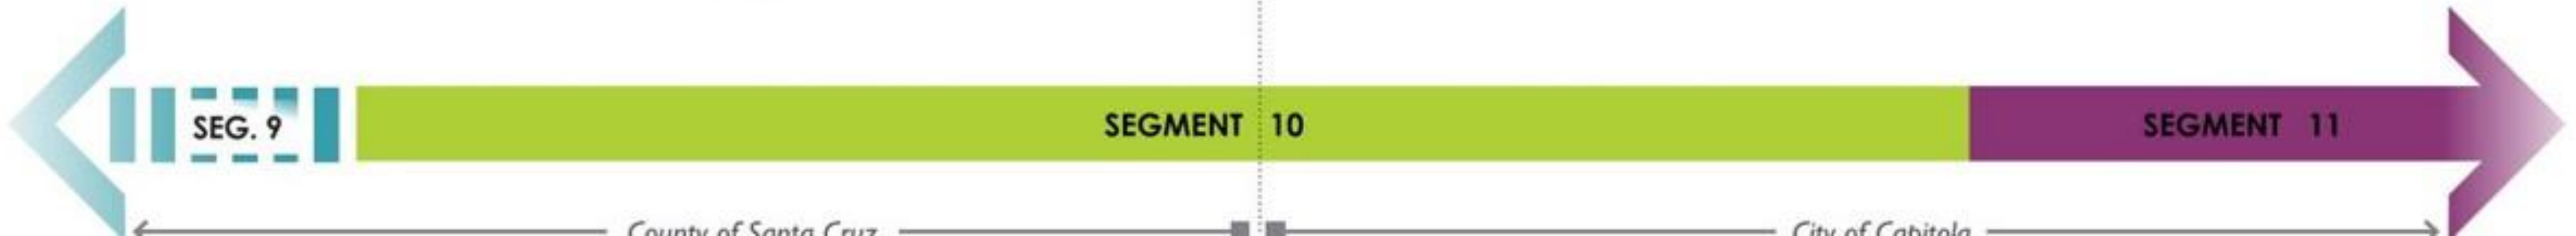 SEG. 9 SEGMENT 10 SEGMENT 11
County of Santa Cruz City of Capitola